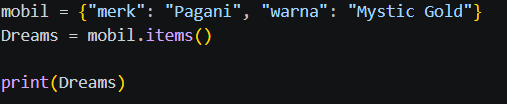 mobil = {"merk": "Pagani", "warna": "Mystic Gold"}
Dreams = mobil.items()
print(Dreams)